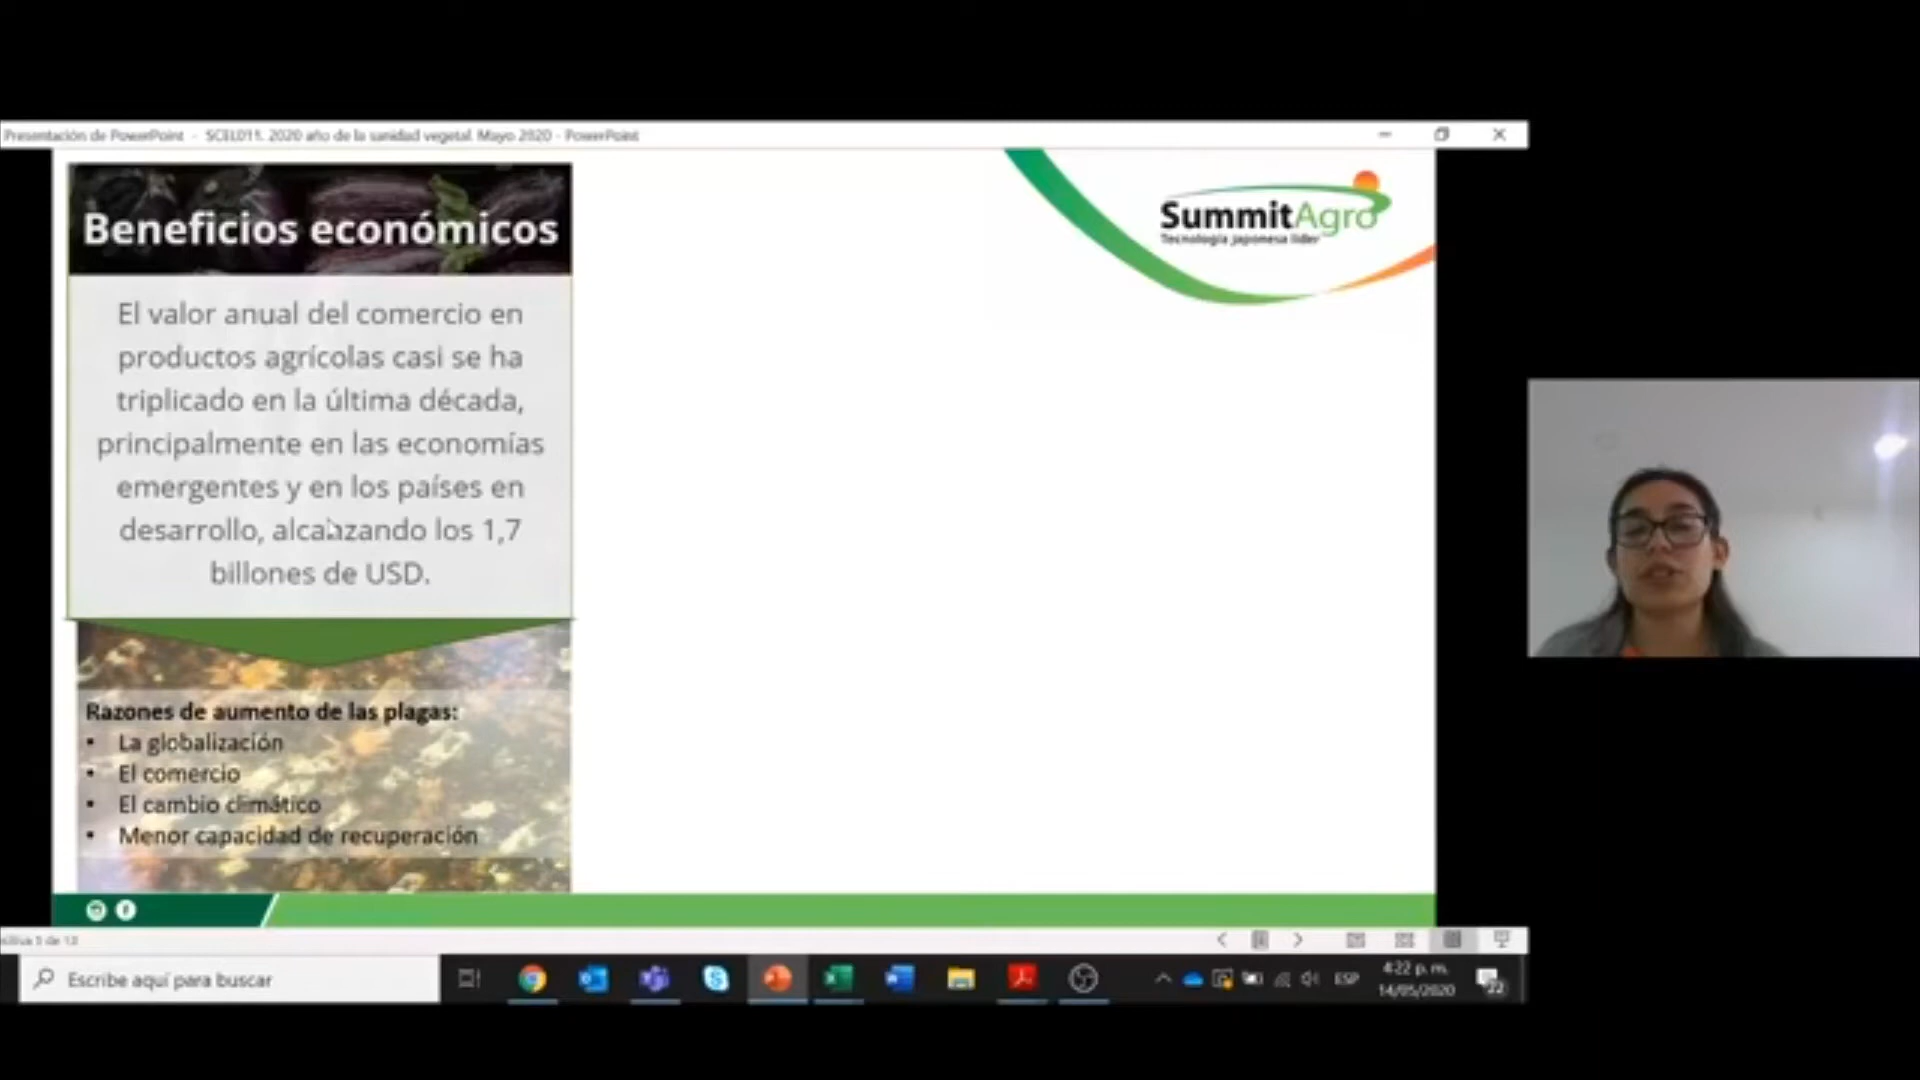 Presentación de PowerPoint - SCEL011. 2020 año de la sanidad vegetal. Mayo 2020 - PowerPoint
Beneficios económicos
SummitAgro
Tecnología japonesa líder
El valor anual del comercio en
productos agrícolas casi se ha
triplicado en la última década,
principalmente en las economías
emergentes y en los países en
desarrollo, alcanzando los 1,7
billones de USD.
Razones de aumento de las plagas:
• La globalización
• El comercio
• El cambio climático
• Menor capacidad de recuperación
5 de 13
Escribe aquí para buscar
ESP
4:22 p. m.
14/05/2020
22